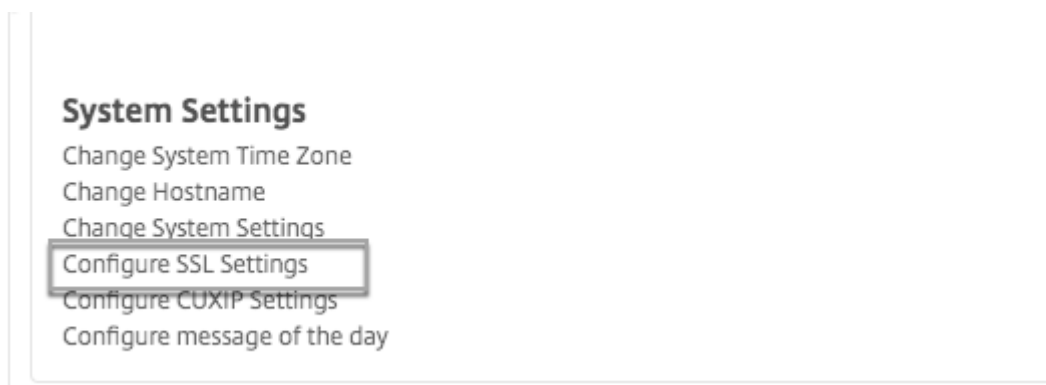 System Settings
Change System Time Zone
Change Hostname
Change System Settings
Configure SSL Settings
Configure CUXIP Settings
Configure message of the day